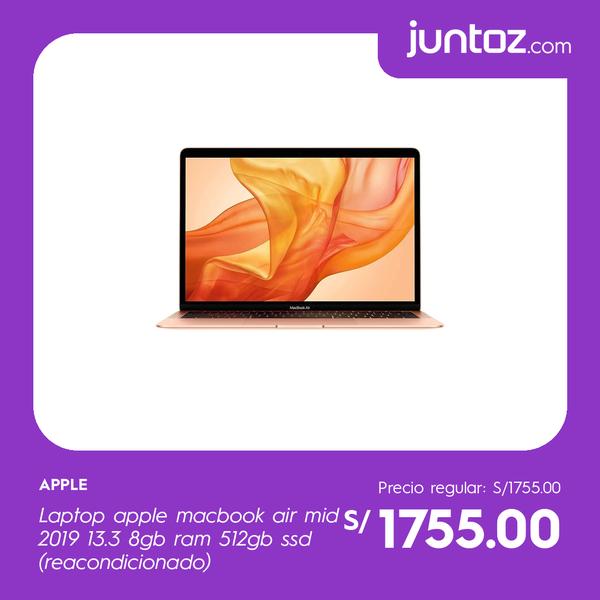 juntoz.com
MacBook Air
APPLE
Laptop apple macbook air mid
2019 13.3 8gb ram 512gb ssd
(reacondicionado)
Precio regular: S/1755.00
S/ 1755.00